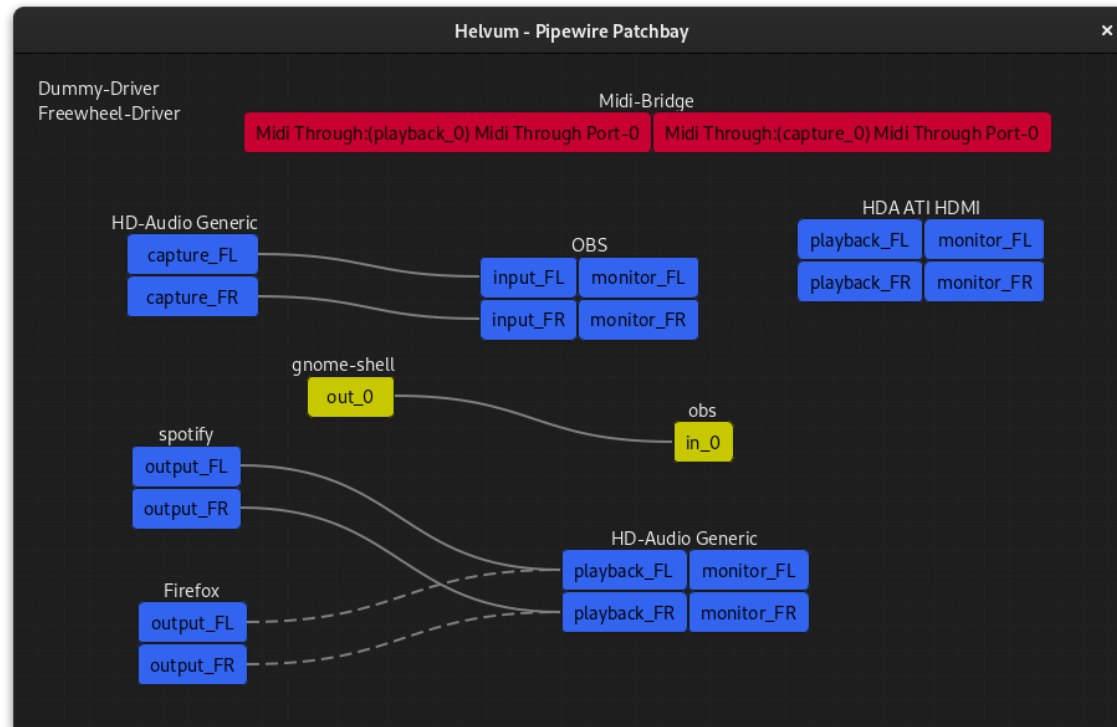 Helvum - Pipewire Patchbay
Dummy-Driver
Freewheel-Driver
Midi-Bridge
Midi Through:(playback_0) Midi Through Port-0
Midi Through:(capture_0) Midi Through Port-0
HD-Audio Generic
capture_FL
capture_FR
OBS
input_FL
monitor_FL
input_FR
monitor_FR
HDA ATI HDMI
playback_FL
monitor_FL
playback_FR
monitor_FR
gnome-shell
out_0
obs
in_0
spotify
output_FL
output_FR
Firefox
output_FL
output_FR
HD-Audio Generic
playback_FL
monitor_FL
playback_FR
monitor_FR